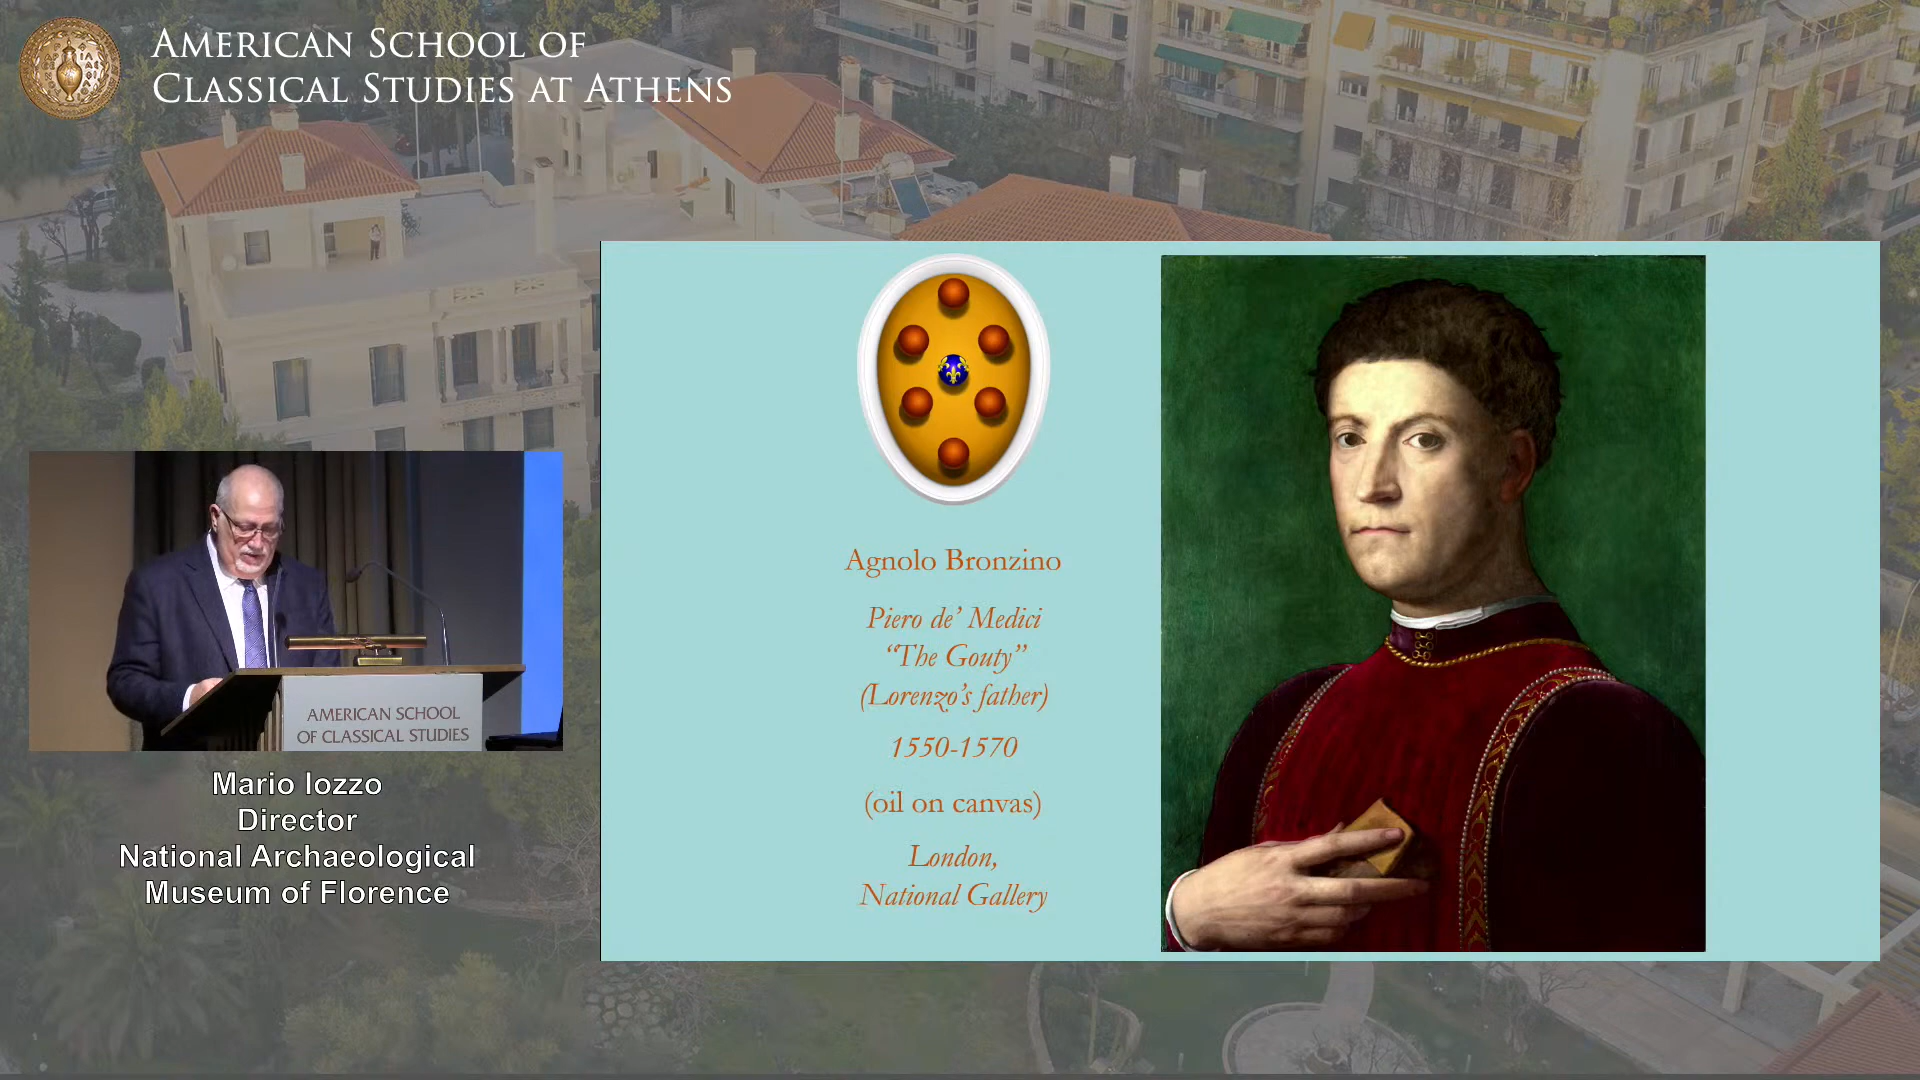 AMERICAN SCHOOL OF
CLASSICAL STUDIES AT ATHENS
Agnolo Bronzino
Piero de’ Medici
“The Gouty”
(Lorenzo’s father)
1550-1570
(oil on canvas)
London,
National Gallery
AMERICAN SCHOOL
OF CLASSICAL STUDIES
Mario Iozzo
Director
National Archaeological
Museum of Florence